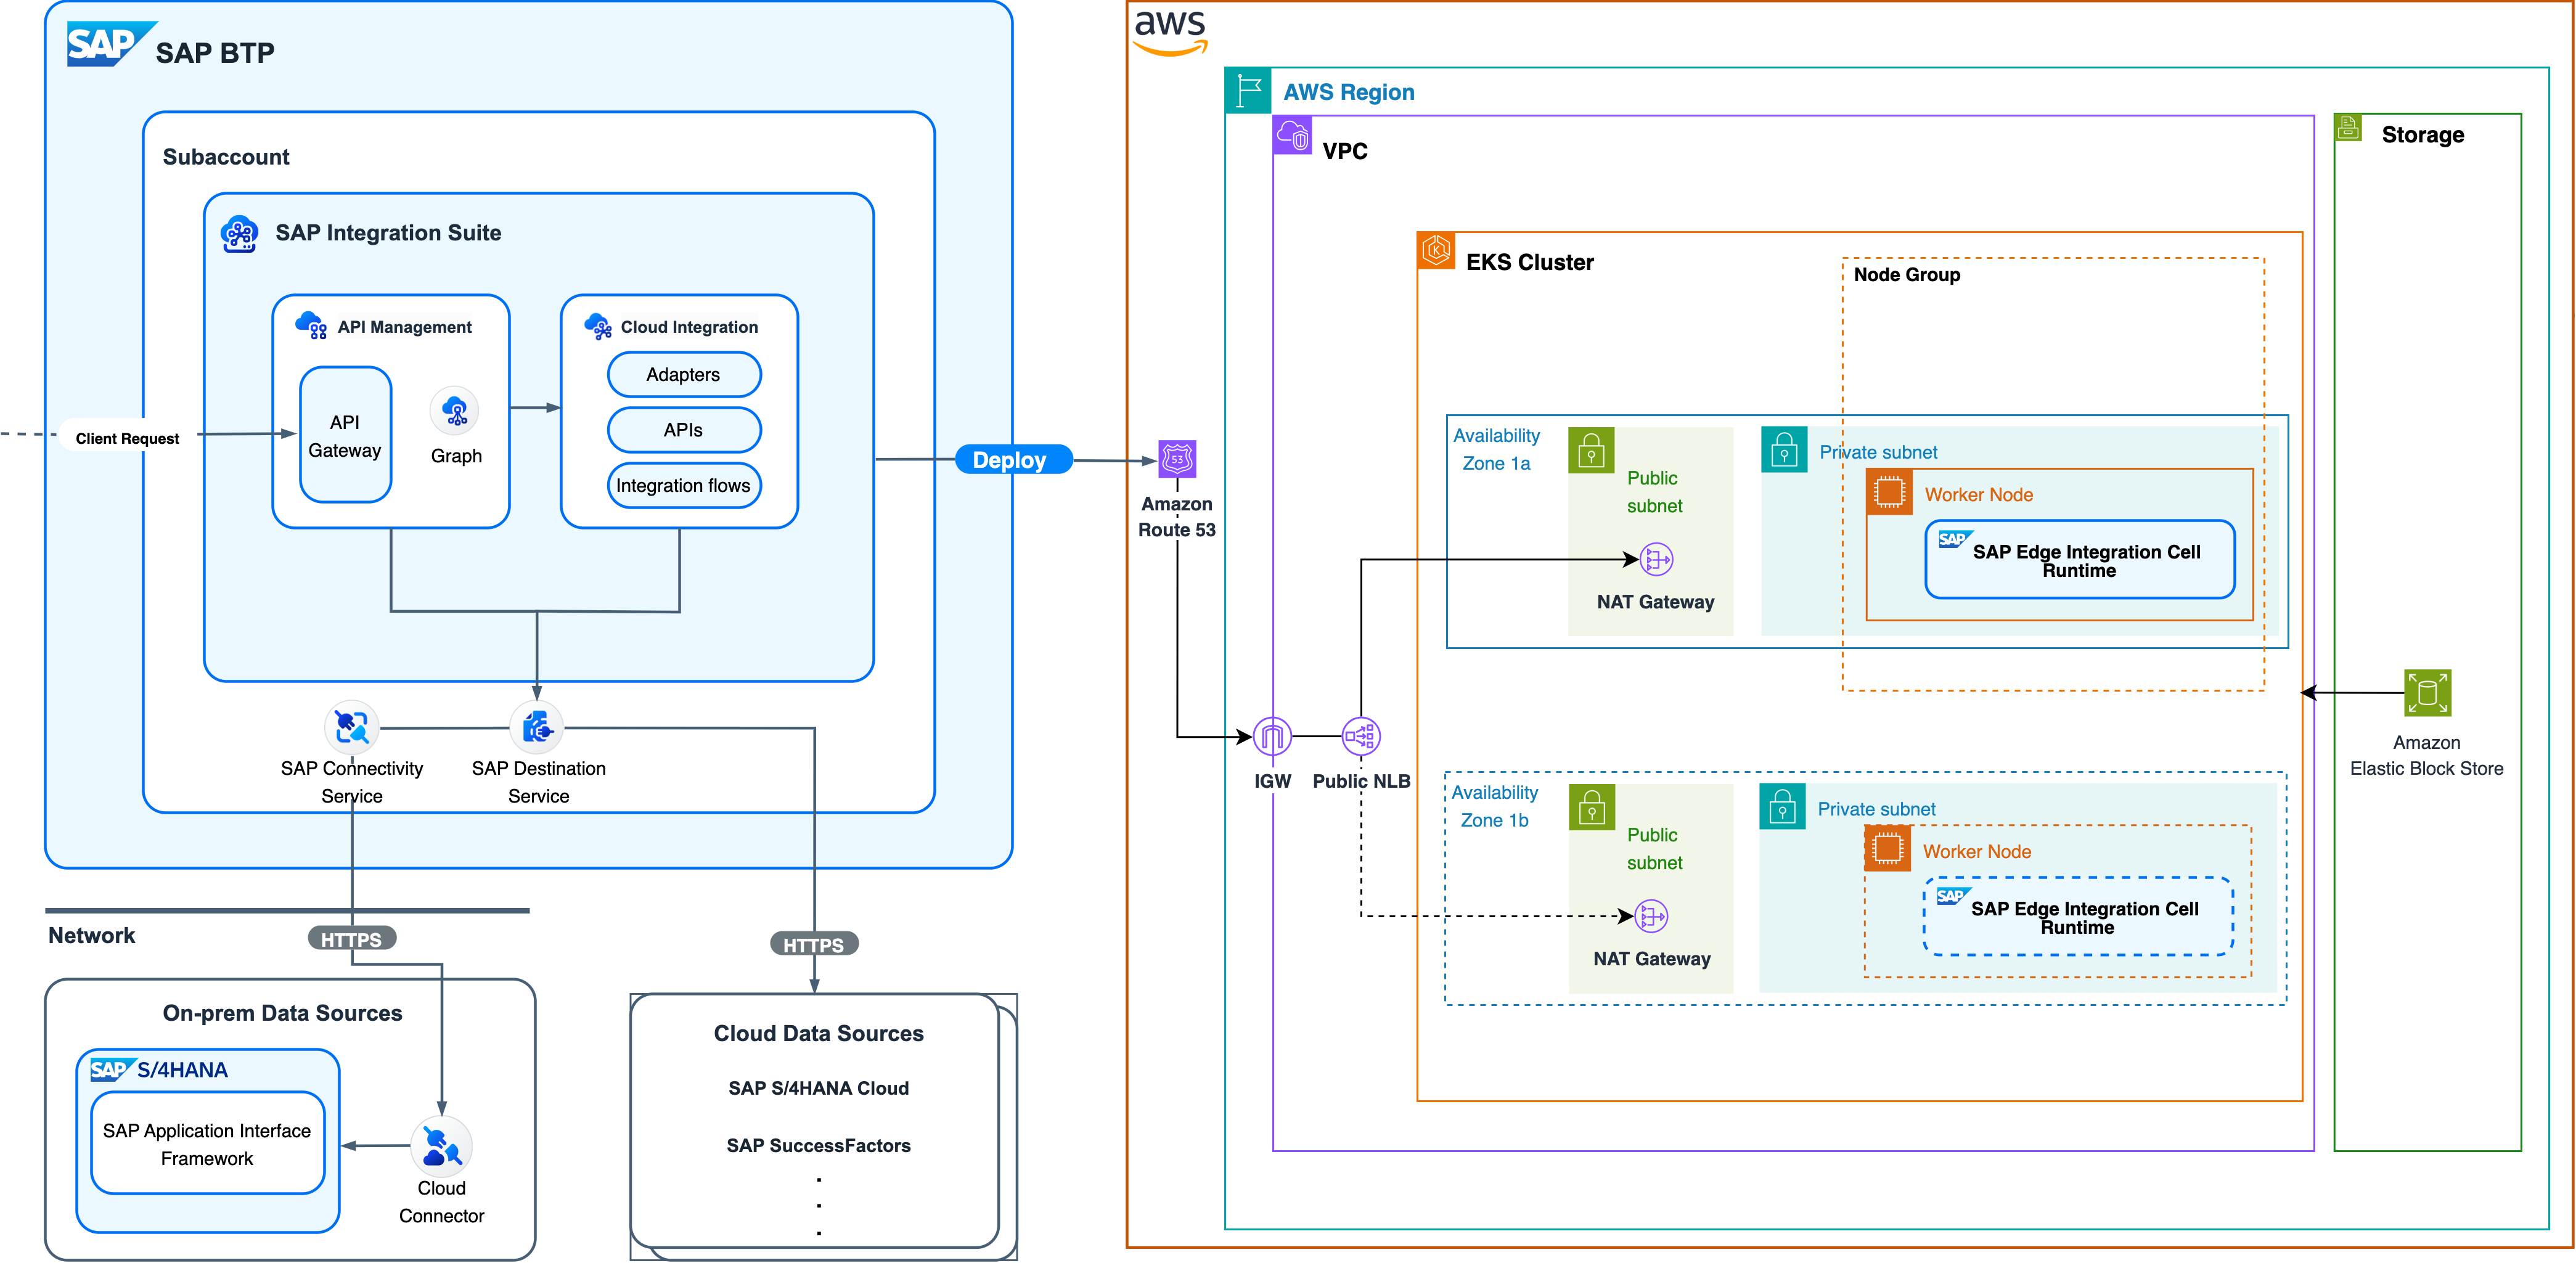 SAP
SAP BTP
Subaccount
SAP Integration Suite
API Management
API
Gateway
Graph
Cloud Integration
Adapters
APIs
Integration flows
Client Request
Deploy
SAP Connectivity
Service
SAP Destination
Service
Network
HTTPS
HTTPS
On-prem Data Sources
SAP S/4HANA
SAP Application Interface
Framework
Cloud
Connector
Cloud Data Sources
SAP S/4HANA Cloud
SAP SuccessFactors
.
.
.
aws
AWS Region
VPC
Storage
EKS Cluster
Node Group
53
Amazon
Route 53
Availability
Zone 1a
Public
subnet
NAT Gateway
Private subnet
Worker Node
SAP
SAP Edge Integration Cell
Runtime
IGW
Public NLB
Availability
Zone 1b
Public
subnet
NAT Gateway
Private subnet
Worker Node
SAP
SAP Edge Integration Cell
Runtime
Amazon
Elastic Block Store